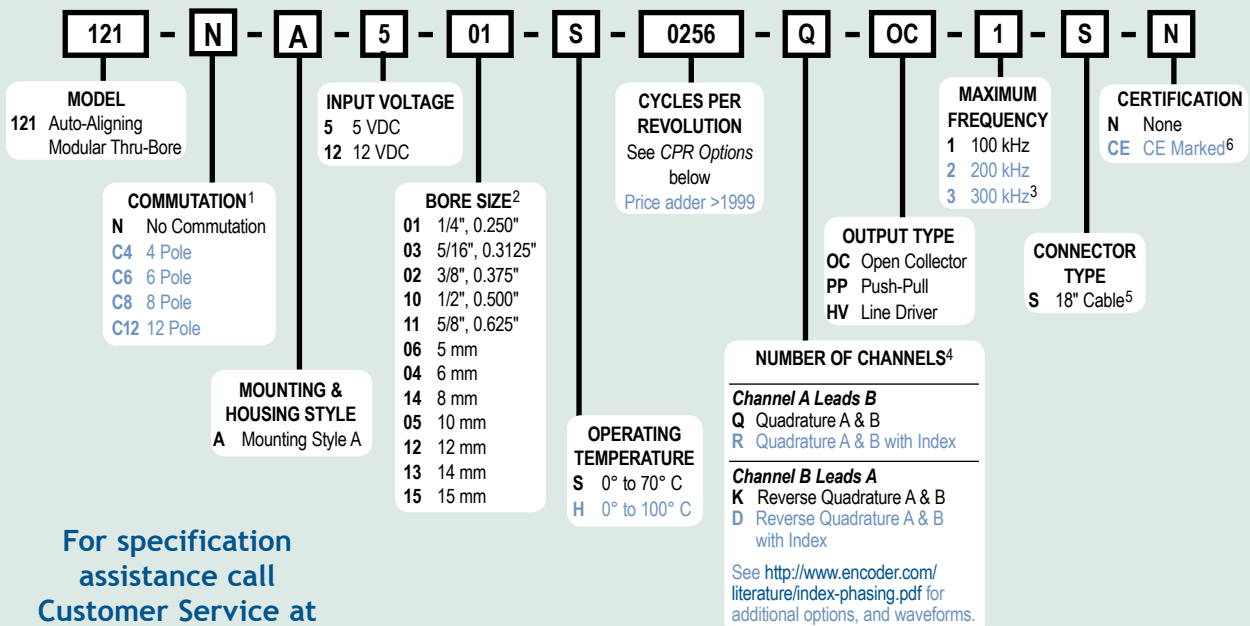 121 - N - A - 5 - 01 - S - 0256 - Q - OC - 1 - S - N
MODEL
121 Auto-Aligning
Modular Thru-Bore
COMMUTATION1
N No Commutation
C4 4 Pole
C6 6 Pole
C8 8 Pole
C12 12 Pole
MOUNTING &
HOUSING STYLE
A Mounting Style A
INPUT VOLTAGE
5 5 VDC
12 12 VDC
BORE SIZE2
01 1/4", 0.250"
03 5/16", 0.3125"
02 3/8", 0.375"
10 1/2", 0.500"
11 5/8", 0.625"
06 5 mm
04 6 mm
14 8 mm
05 10 mm
12 12 mm
13 14 mm
15 15 mm
OPERATING
TEMPERATURE
S 0° to 70° C
H 0° to 100° C
CYCLES PER
REVOLUTION
See CPR Options
below
Price adder >1999
NUMBER OF CHANNELS4
Channel A Leads B
Q Quadrature A & B
R Quadrature A & B with Index
Channel B Leads A
K Reverse Quadrature A & B
D Reverse Quadrature A & B
with Index
See http://www.encoder.com/
literature/index-phasing.pdf for
additional options, and waveforms.
OUTPUT TYPE
OC Open Collector
PP Push-Pull
HV Line Driver
MAXIMUM
FREQUENCY
1 100 kHz
2 200 kHz
3 300 kHz3
CONNECTOR
TYPE
S 18" Cable5
CERTIFICATION
N None
CE CE Marked6
For specification
assistance call
Customer Service at